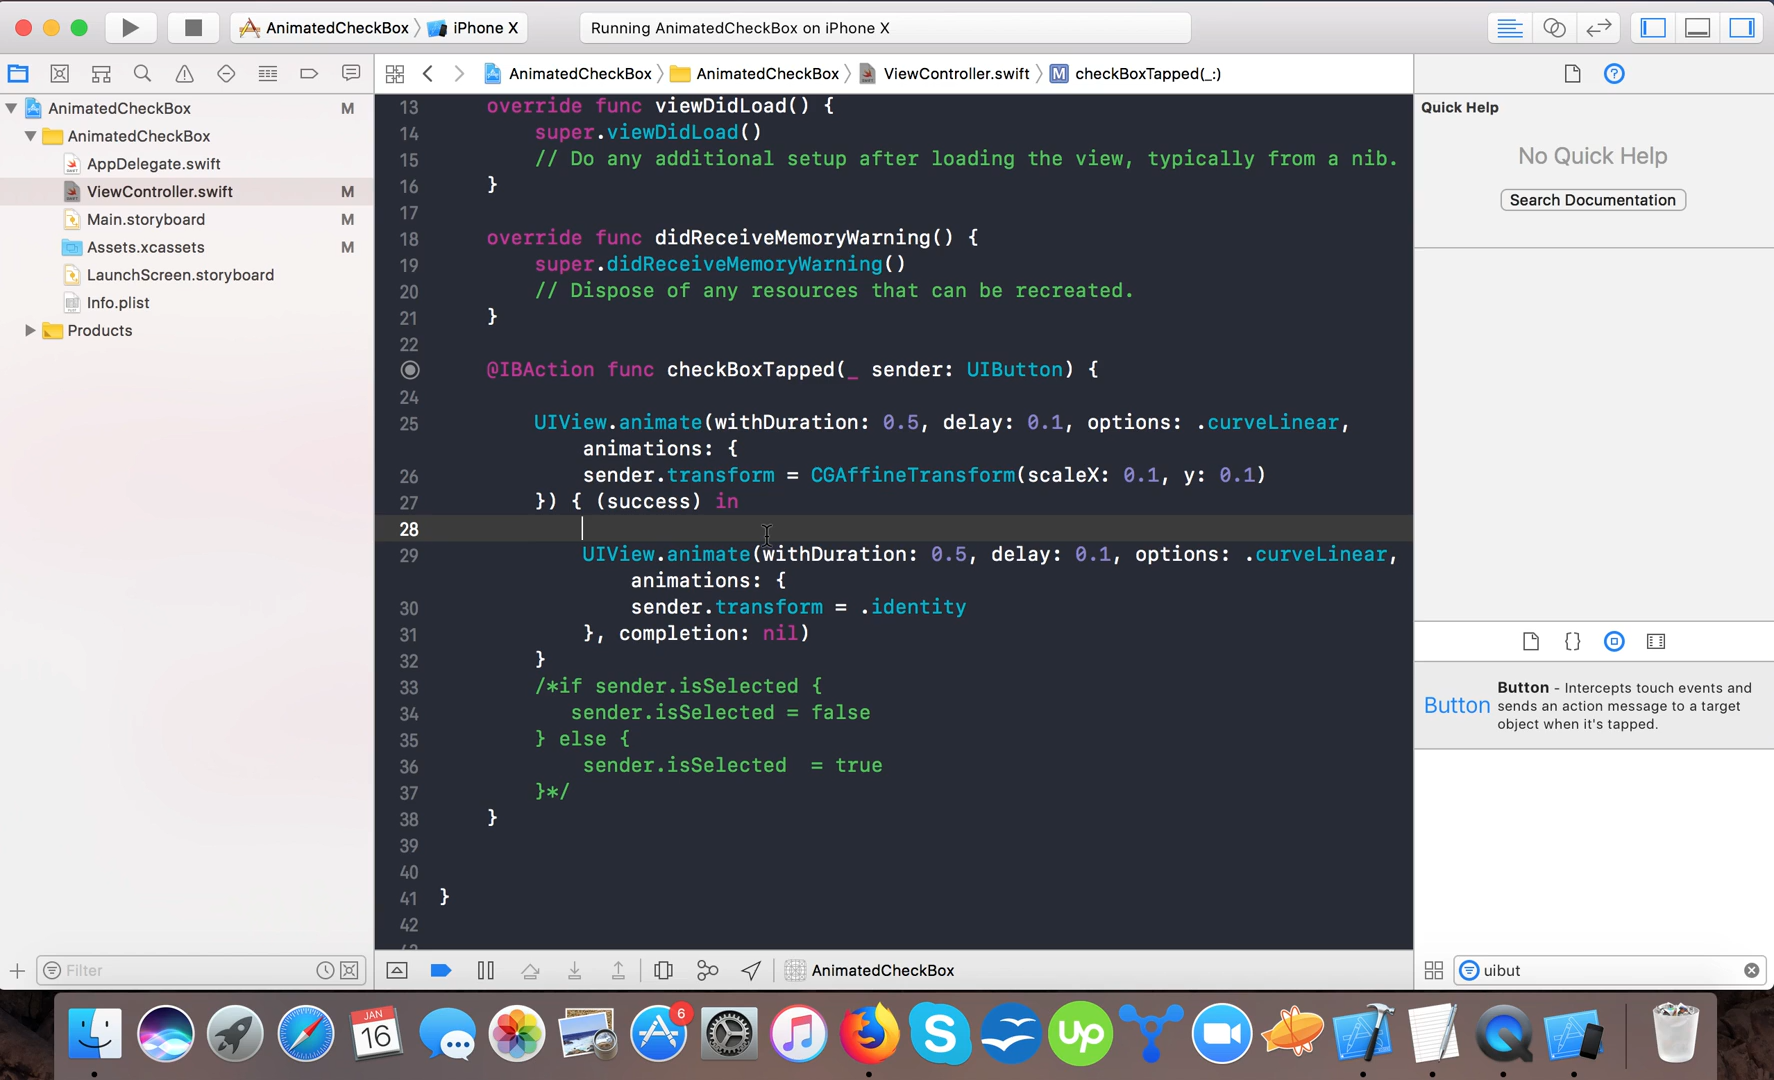 AnimatedCheckBox
iPhone X
Running AnimatedCheckBox on iPhone X
AnimatedCheckBox
AnimatedCheckBox
ViewController.swift
M
checkBoxTapped(_:)
AnimatedCheckBox
M
AnimatedCheckBox
AppDelegate.swift
ViewController.swift
M
Main.storyboard
M
Assets.xcassets
M
LaunchScreen.storyboard
Info.plist
Products
13 override func viewDidLoad() {
14 super.viewDidLoad()
15 // Do any additional setup after loading the view, typically from a nib.
16 }
17
18 override func didReceiveMemoryWarning() {
19 super.didReceiveMemoryWarning()
20 // Dispose of any resources that can be recreated.
21 }
22
@IBAction func checkBoxTapped(_ sender: UIButton) {
24
25 UIView.animate(withDuration: 0.5, delay: 0.1, options: .curveLinear,
animations: {
26 sender.transform = CGAffineTransform(scaleX: 0.1, y: 0.1)
27 }) { (success) in
28
29 UIView.animate(withDuration: 0.5, delay: 0.1, options: .curveLinear,
animations: {
30 sender.transform = .identity
31 }, completion: nil)
32 }
33 /*if sender.isSelected {
34 sender.isSelected = false
35 } else {
36 sender.isSelected  = true
37 }*/
38 }
39
40
41 }
42
Quick Help
No Quick Help
Search Documentation
Button
Button - Intercepts touch events and
sends an action message to a target
object when it's tapped.
Filter
AnimatedCheckBox
uibut
JAN
16
6
S
up